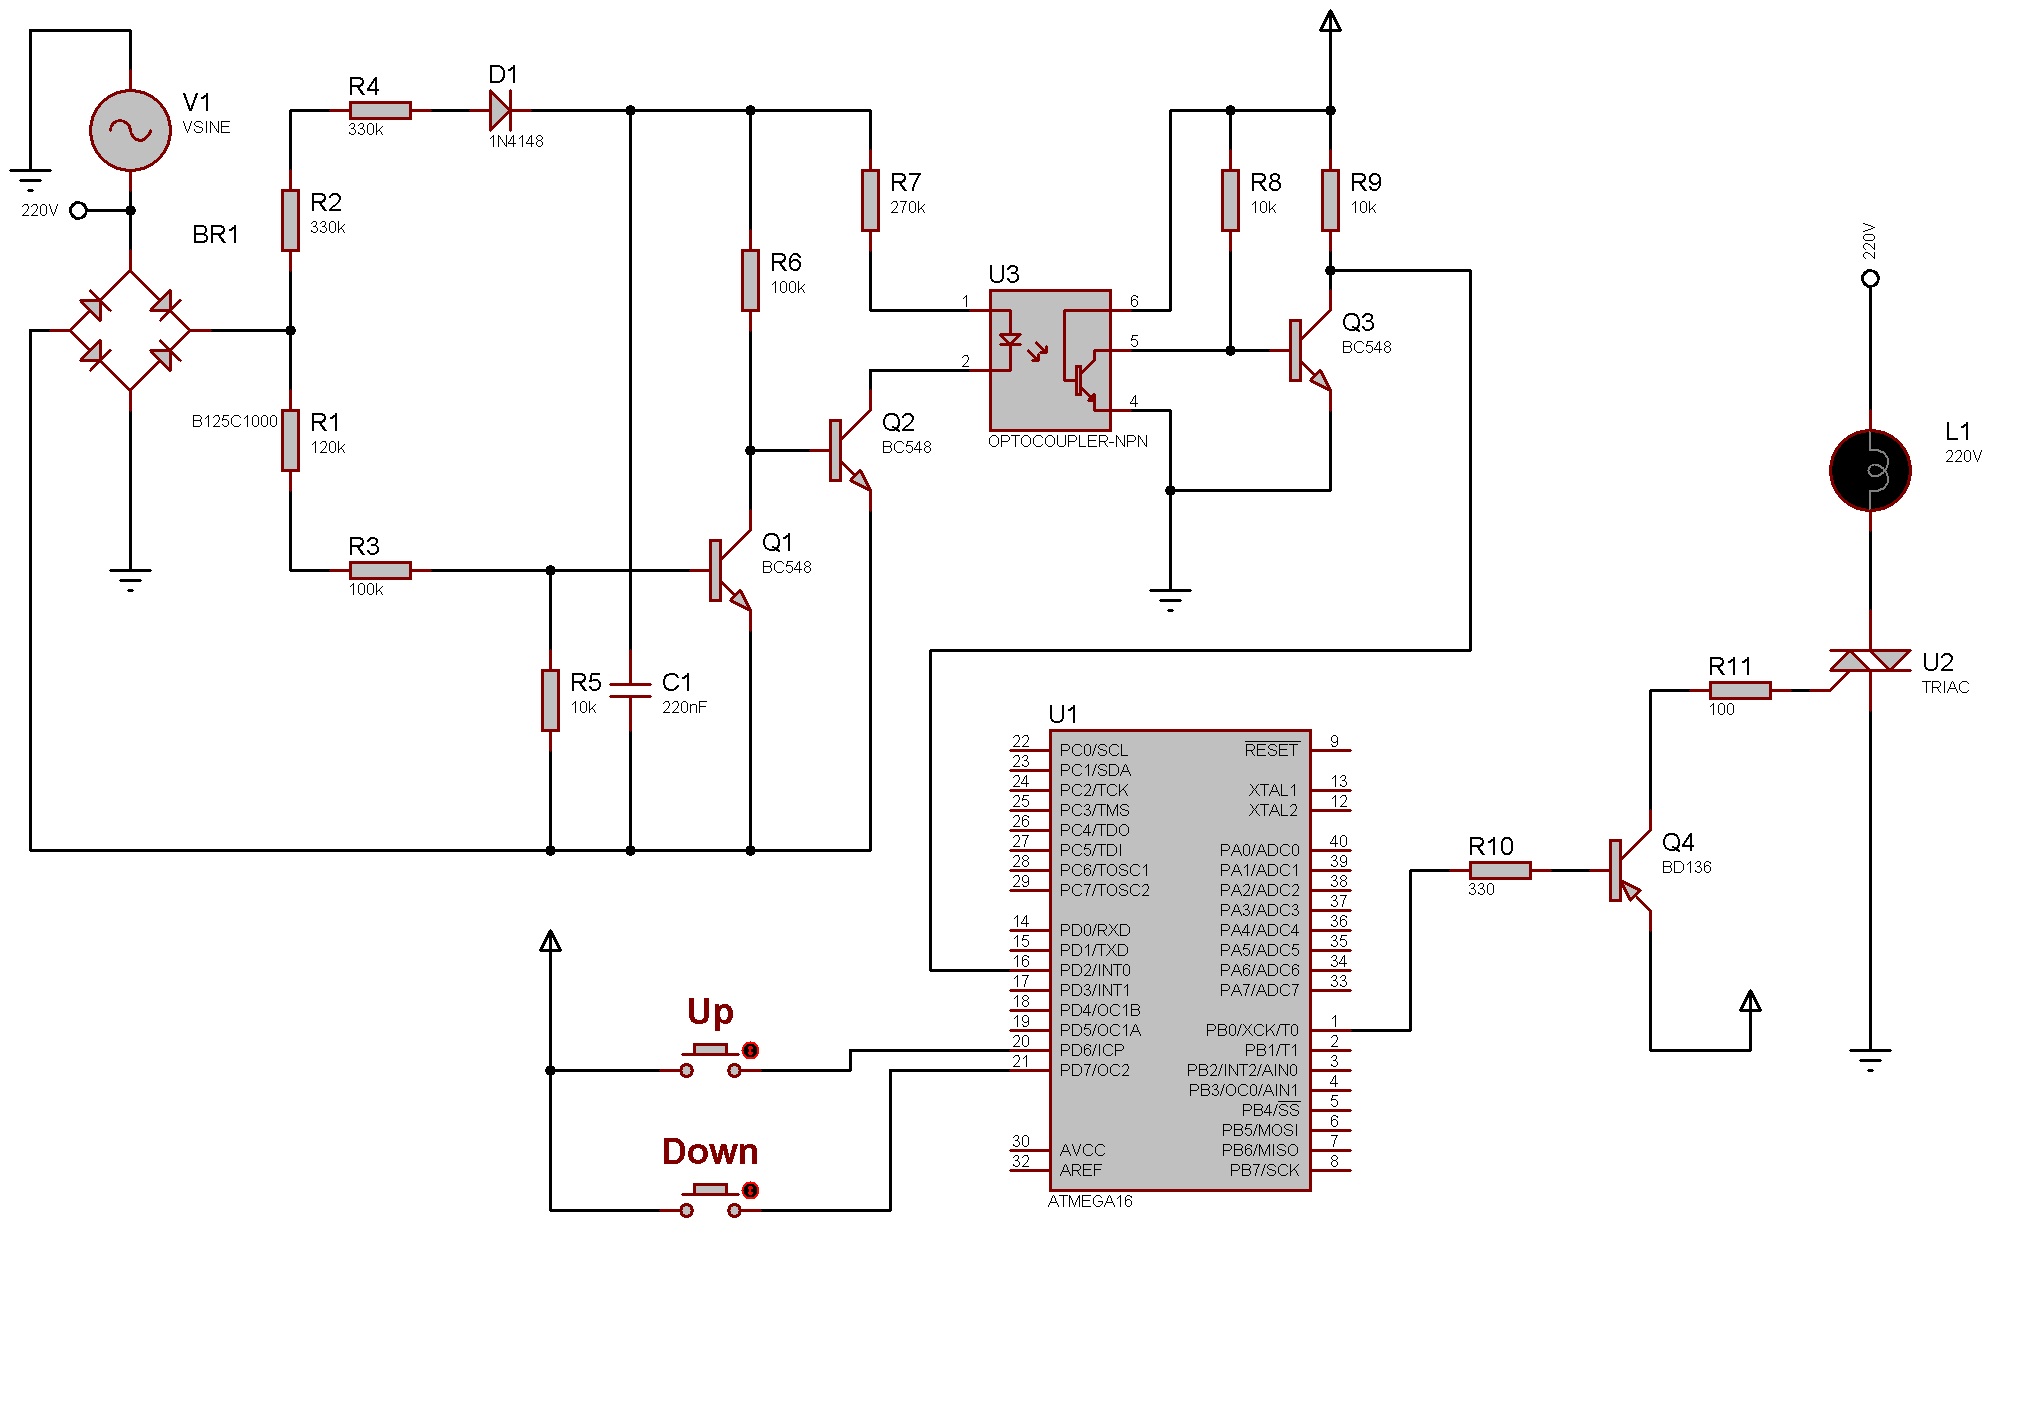 V1
VSINE
220V
BR1
B125C1000
R4
330k
D1
1N4148
R2
330k
R1
120k
R3
100k
R5
10k
C1
220nF
R6
100k
Q1
BC548
R7
270k
Q2
BC548
U3
1
2
6
5
4
OPTOCOUPLER-NPN
R8
10k
R9
10k
Q3
BC548
220V
L1
220V
U2
TRIAC
R11
100
Q4
BD136
R10
330
Up
Down
U1
22 PC0/SCL
23 PC1/SDA
24 PC2/TCK
25 PC3/TMS
26 PC4/TDO
27 PC5/TDI
28 PC6/TOSC1
29 PC7/TOSC2
14 PD0/RXD
15 PD1/TXD
16 PD2/INT0
17 PD3/INT1
18 PD4/OC1B
19 PD5/OC1A
20 PD6/ICP
21 PD7/OC2
30 AVCC
32 AREF
RESET 9
XTAL1 13
XTAL2 12
PA0/ADC0 40
PA1/ADC1 39
PA2/ADC2 38
PA3/ADC3 37
PA4/ADC4 36
PA5/ADC5 35
PA6/ADC6 34
PA7/ADC7 33
PB0/XCK/T0 1
PB1/T1 2
PB2/INT2/AIN0 3
PB3/OC0/AIN1 4
PB4/SS 5
PB5/MOSI 6
PB6/MISO 7
PB7/SCK 8
ATMEGA16